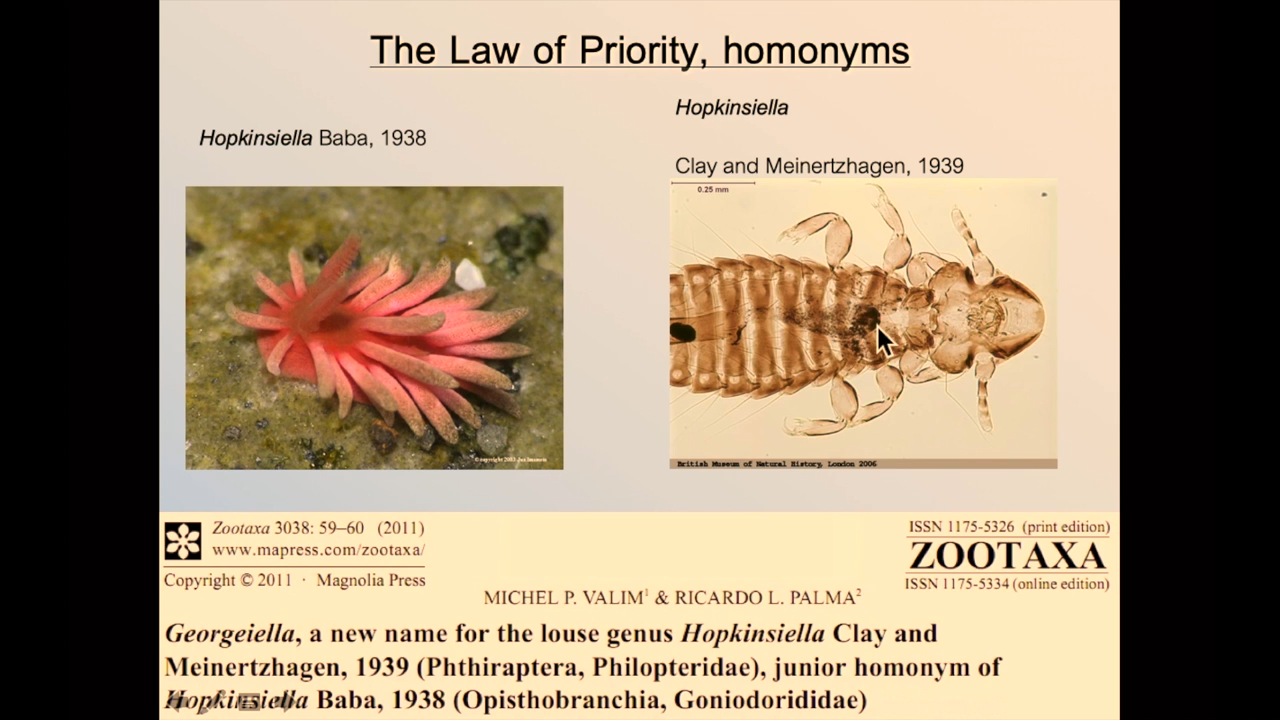 The Law of Priority, homonyms
Hopkinsiella
Hopkinsiella Baba, 1938
Clay and Meinertzhagen, 1939
0.25 mm
British Museum of Natural History, London 2006
Zootaxa 3038: 59–60 (2011)
www.mapress.com/zootaxa/
Copyright © 2011 · Magnolia Press
ISSN 1175-5326 (print edition)
ZOOTAXA
ISSN 1175-5334 (online edition)
MICHEL P. VALIM¹ & RICARDO L. PALMA²
Georgeiella, a new name for the louse genus Hopkinsiella Clay and
Meinertzhagen, 1939 (Phthiraptera, Philopteridae), junior homonym of
Hopkinsiella Baba, 1938 (Opisthobranchia, Goniodorididae)